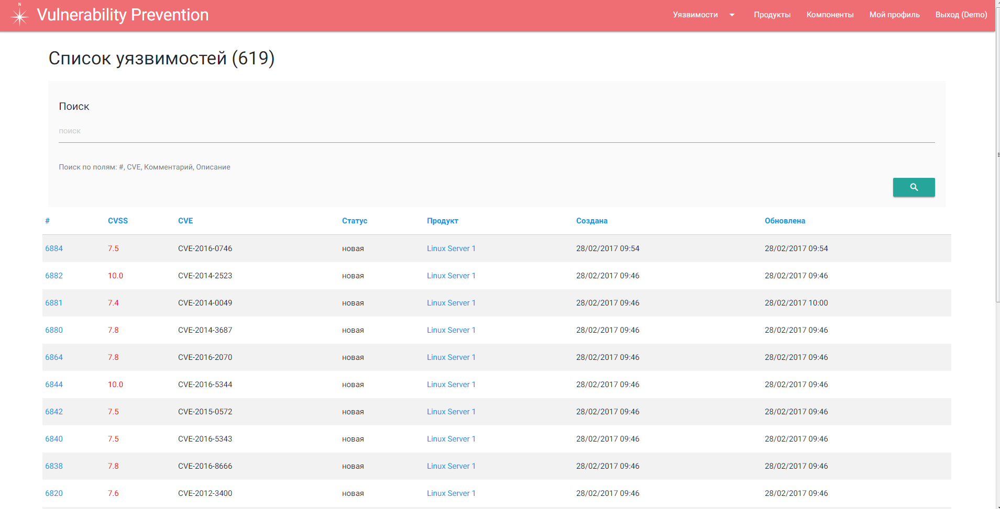 N
Vulnerability Prevention
Уязвимости Продукты Компоненты Мой профиль Выход (Demo)
Список уязвимостей (619)
Поиск
поиск
Поиск по полям: #, CVE, Комментарий, Описание
# CVSS CVE Статус Продукт Создана Обновлена
6884 7.5 CVE-2016-0746 новая Linux Server 1 28/02/2017 09:54 28/02/2017 09:54
6882 10.0 CVE-2014-2523 новая Linux Server 1 28/02/2017 09:46 28/02/2017 09:46
6881 7.4 CVE-2014-0049 новая Linux Server 1 28/02/2017 09:46 28/02/2017 10:00
6880 7.8 CVE-2014-3687 новая Linux Server 1 28/02/2017 09:46 28/02/2017 09:46
6864 7.8 CVE-2016-2070 новая Linux Server 1 28/02/2017 09:46 28/02/2017 09:46
6844 10.0 CVE-2016-5344 новая Linux Server 1 28/02/2017 09:46 28/02/2017 09:46
6842 7.5 CVE-2015-0572 новая Linux Server 1 28/02/2017 09:46 28/02/2017 09:46
6840 7.5 CVE-2016-5343 новая Linux Server 1 28/02/2017 09:46 28/02/2017 09:46
6838 7.8 CVE-2016-8666 новая Linux Server 1 28/02/2017 09:46 28/02/2017 09:46
6820 7.6 CVE-2012-3400 новая Linux Server 1 28/02/2017 09:46 28/02/2017 09:46